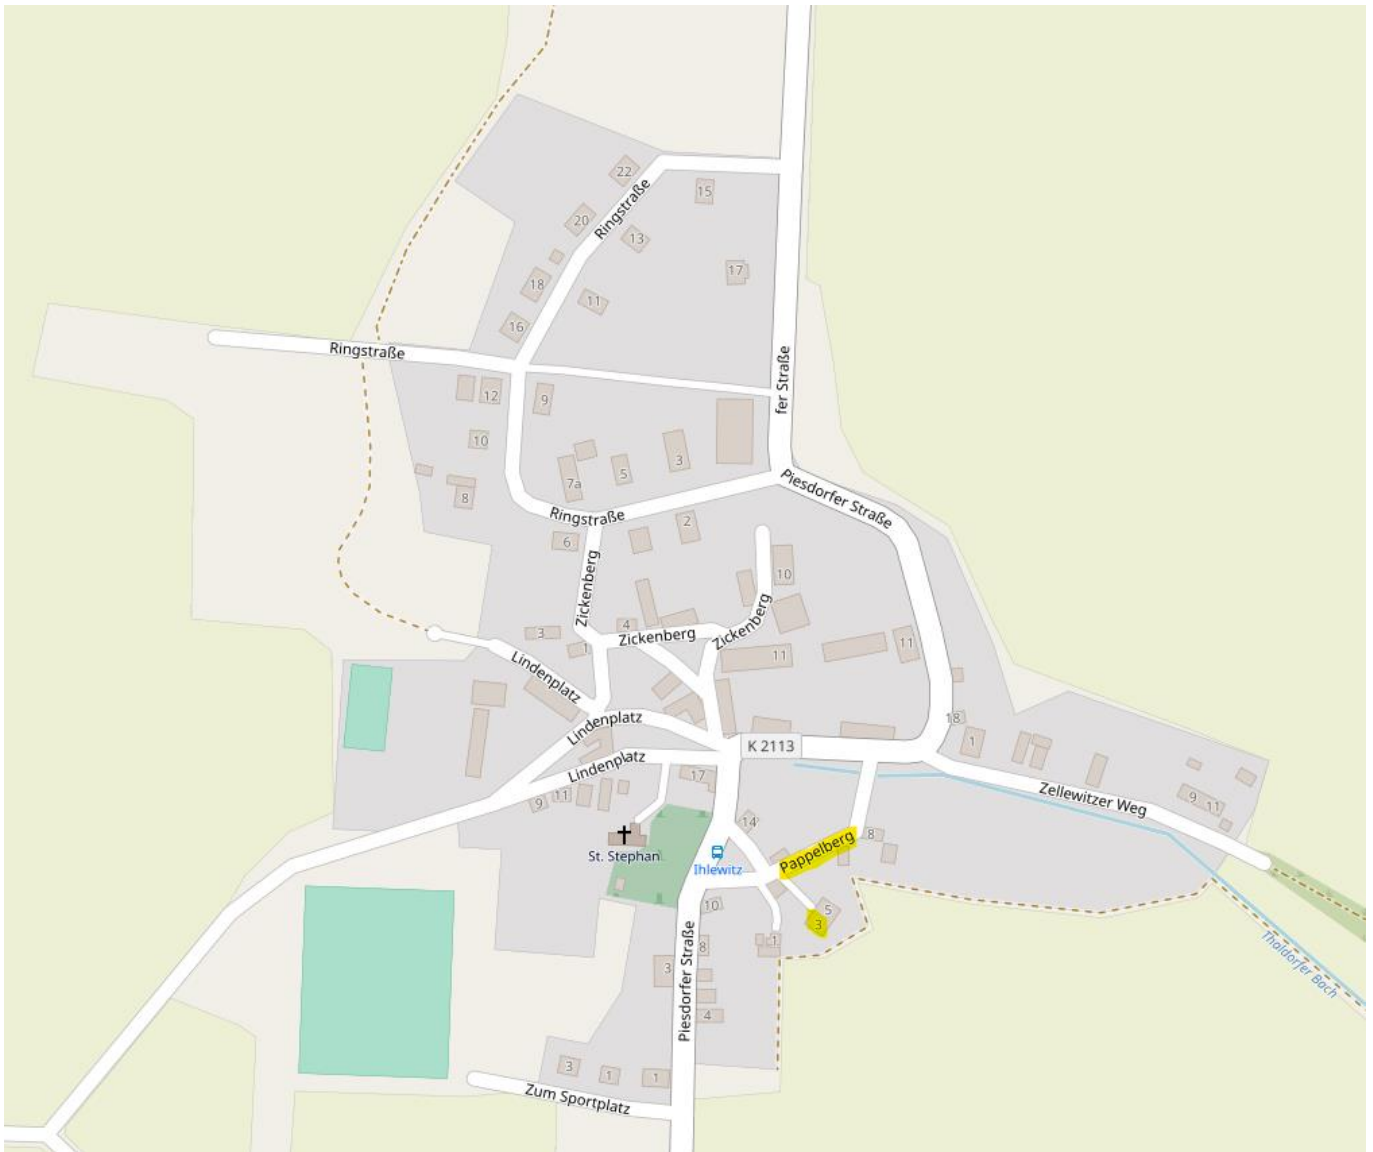 22
15
20
Ringstraße
13
17
18
11
16
Ringstraße
fer Straße
12
9
10
3
5
7a
8
Piesdorfer Straße
Ringstraße
2
6
10
Zickenberg
4
3
Zickenberg
Zickenberg
1
11
11
Lindenplatz
18
Lindenplatz
1
K 2113
Lindenplatz
17
Zellewitzer Weg
9
11
11
9
14
8
St. Stephan
Pappelberg
Ihlewitz
10
5
3
1
8
3
Piesdorfer Straße
4
Tholdorfer Bach
3
1
1
Zum Sportplatz